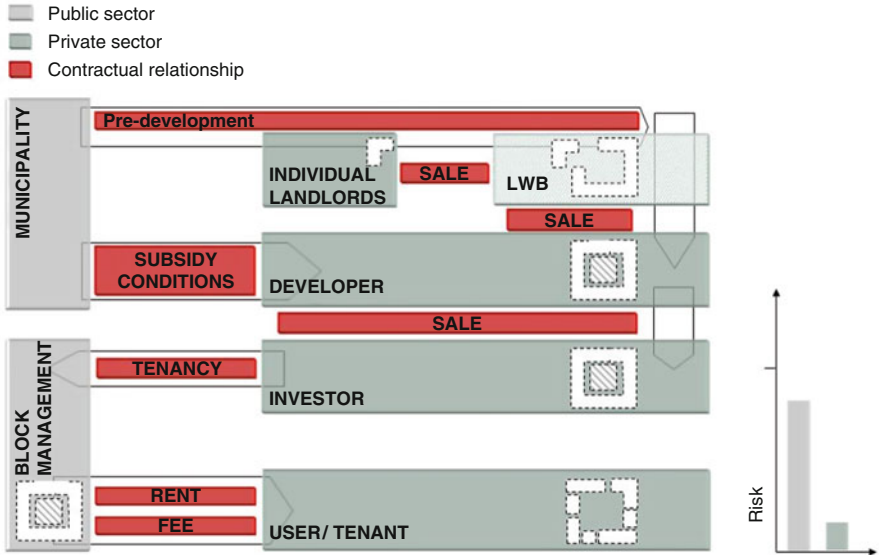 Public sector
Private sector
Contractual relationship
MUNICIPALITY
Pre-development
INDIVIDUAL
LANDLORDS
SALE
LWB
SALE
SUBSIDY
CONDITIONS
DEVELOPER
SALE
BLOCK
MANAGEMENT
TENANCY
INVESTOR
RENT
FEE
USER/ TENANT
Risk